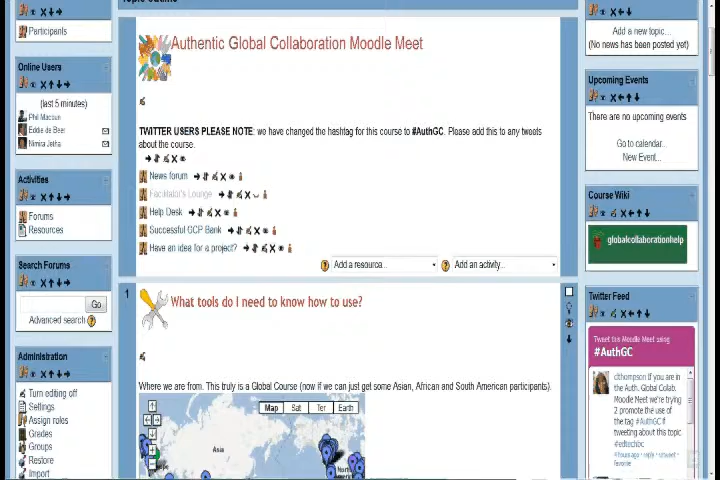 Topic outline
Participants
Online Users
(last 5 minutes)
Phil Macoun
Eddie de Beer
Nimira Jetha
Activities
Forums
Resources
Search Forums
Go
Advanced search
Administration
Turn editing off
Settings
Assign roles
Grades
Groups
Restore
Import
Authentic Global Collaboration Moodle Meet
TWITTER USERS PLEASE NOTE: we have changed the hashtag for this course to #AuthGC. Please add this to any tweets
about the course.
News forum
Facilitator's Lounge
Help Desk
Successful GCP Bank
Have an idea for a project?
Add a resource...
Add an activity...
1
What tools do I need to know how to use?
Where we are from. This truly is a Global Course (now if we can just get some Asian, African and South American participants).
Map Sat Ter Earth
Asia
North
Add a new topic...
(No news has been posted yet)
Upcoming Events
There are no upcoming events
Go to calendar...
New Event...
Course Wiki
globalcollaborationhelp
Twitter Feed
Tweet this Moodle Meet using
#AuthGC
clthompson If you are in
the Auth. Global Collab.
Moodle Meet we're trying
2 promote the use of
the tag #AuthGC if
tweeting about this topic
#edtechbc
reply